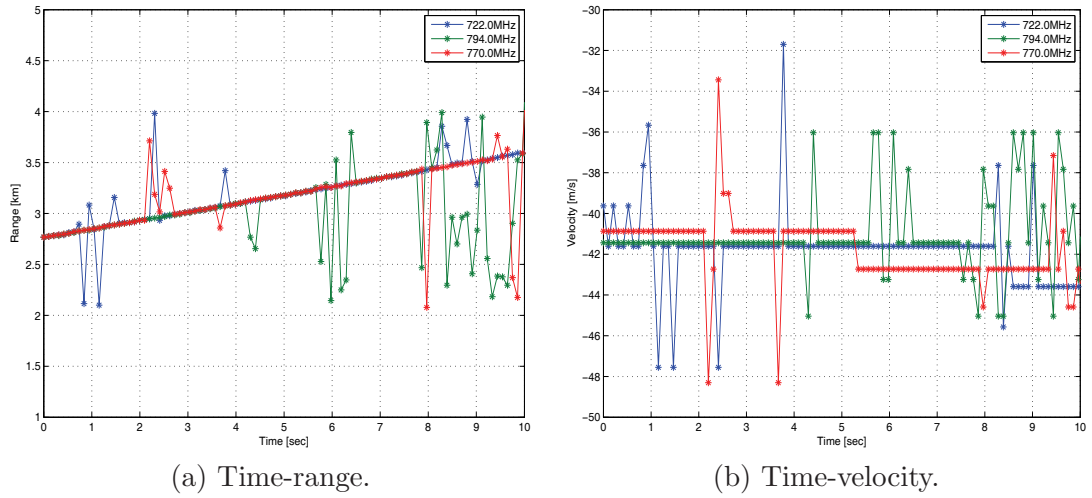 5
4.5
4
3.5
3
2.5
2
1.5
1
Range [km]
0 1 2 3 4 5 6 7 8 9 10
Time [sec]
722.0MHz
794.0MHz
770.0MHz
(a) Time-range.
−30
−32
−34
−36
−38
−40
−42
−44
−46
−48
−50
Velocity [m/s]
0 1 2 3 4 5 6 7 8 9 10
Time [sec]
722.0MHz
794.0MHz
770.0MHz
(b) Time-velocity.